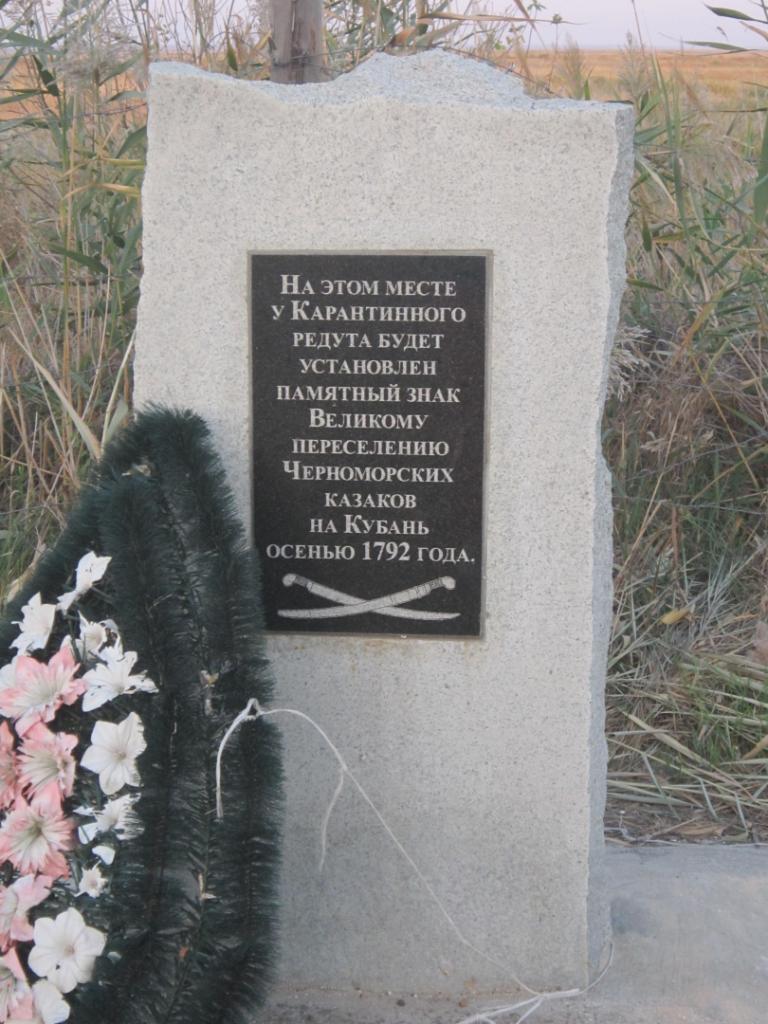 На этом месте
у Карантинного
редута будет
установлен
памятный знак
Великому
переселению
Черноморских
казаков
на Кубань
осенью 1792 года.